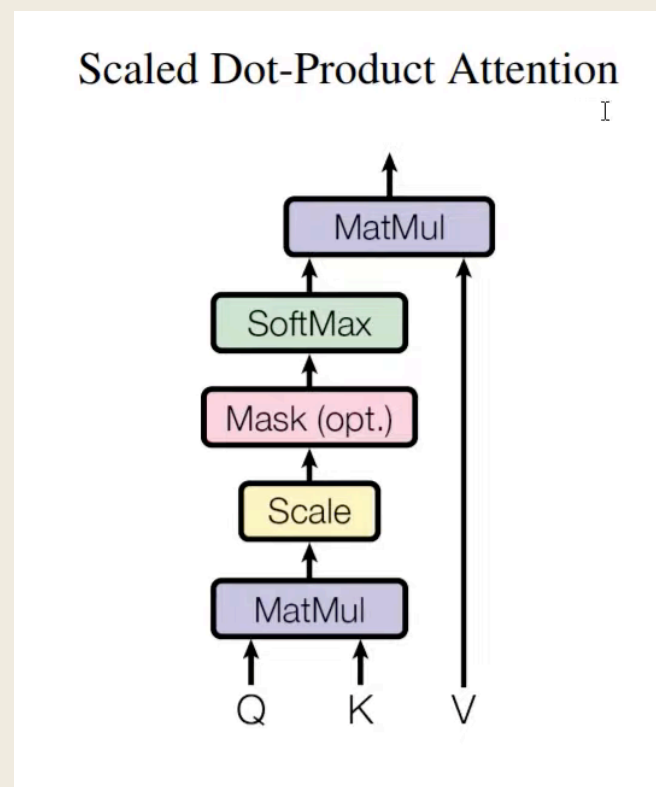 Scaled Dot-Product Attention
MatMul
SoftMax
Mask (opt.)
Scale
MatMul
Q K V